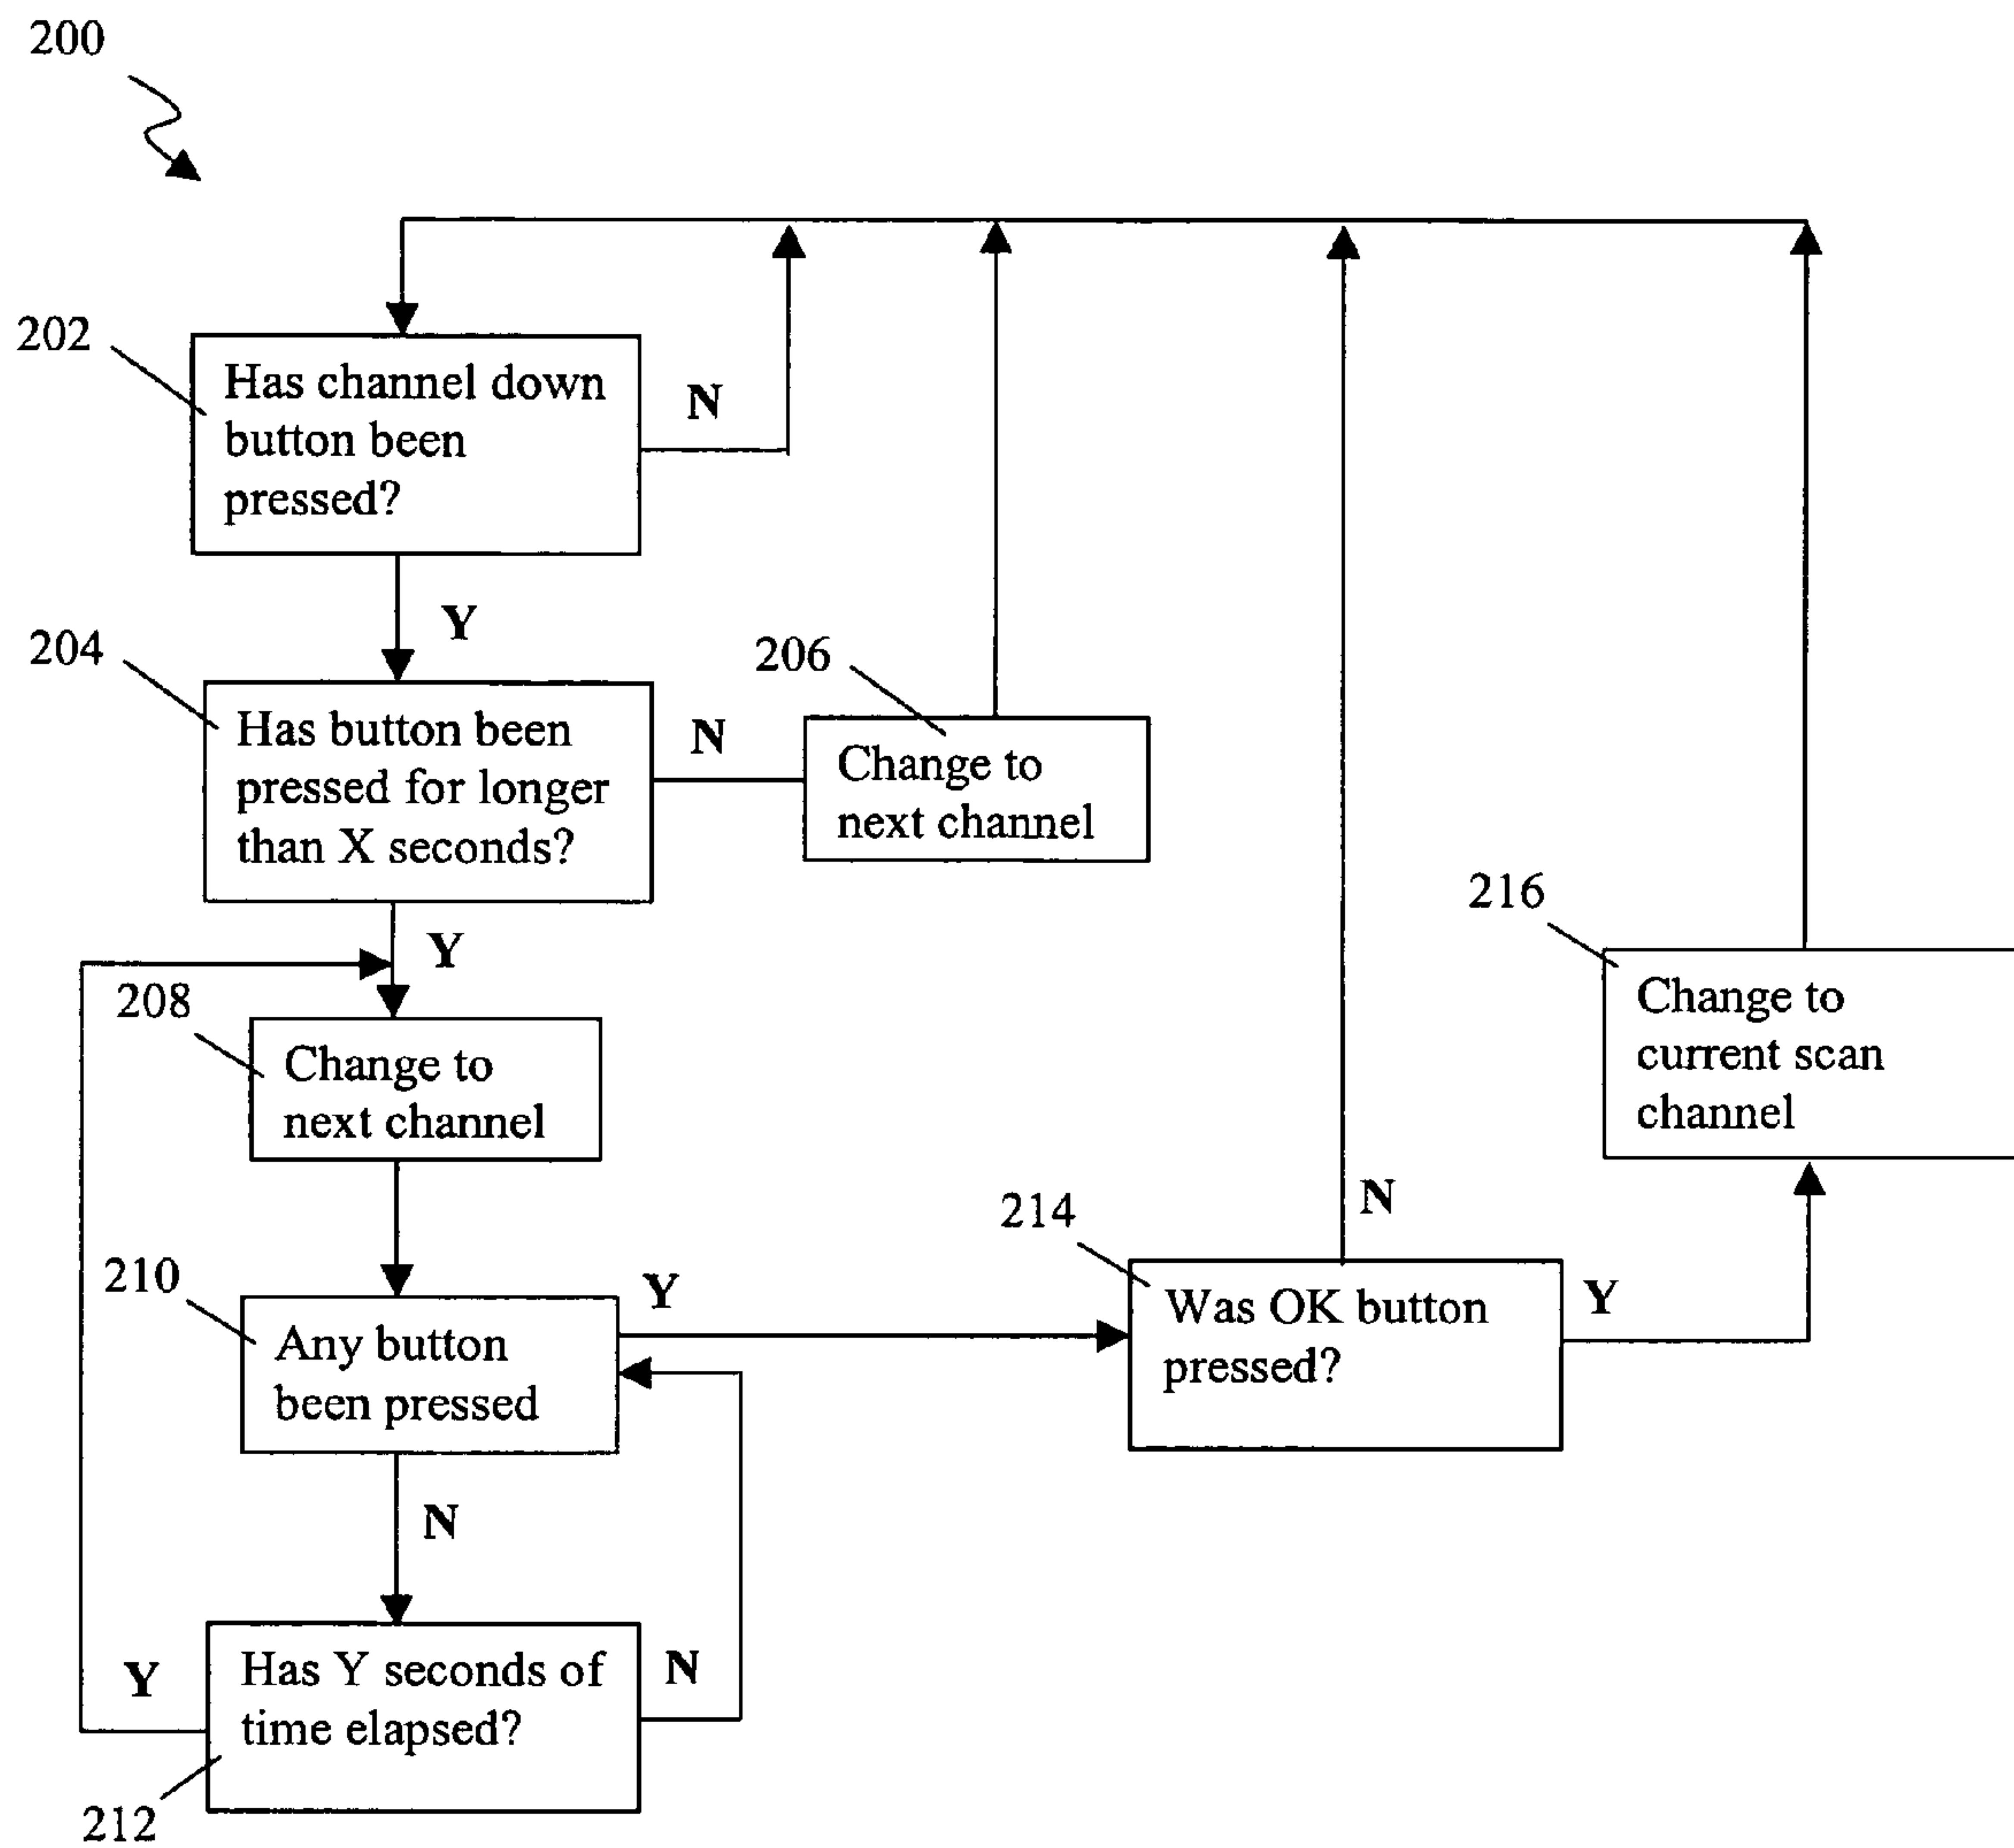 200
202
Has channel down
button been
pressed?
N
Y
204
Has button been
pressed for longer
than X seconds?
N
206
Change to
next channel
Y
208
Change to
next channel
210
Any button
been pressed
Y
N
212
Has Y seconds of
time elapsed?
Y
N
214
Was OK button
pressed?
N
Y
216
Change to
current scan
channel